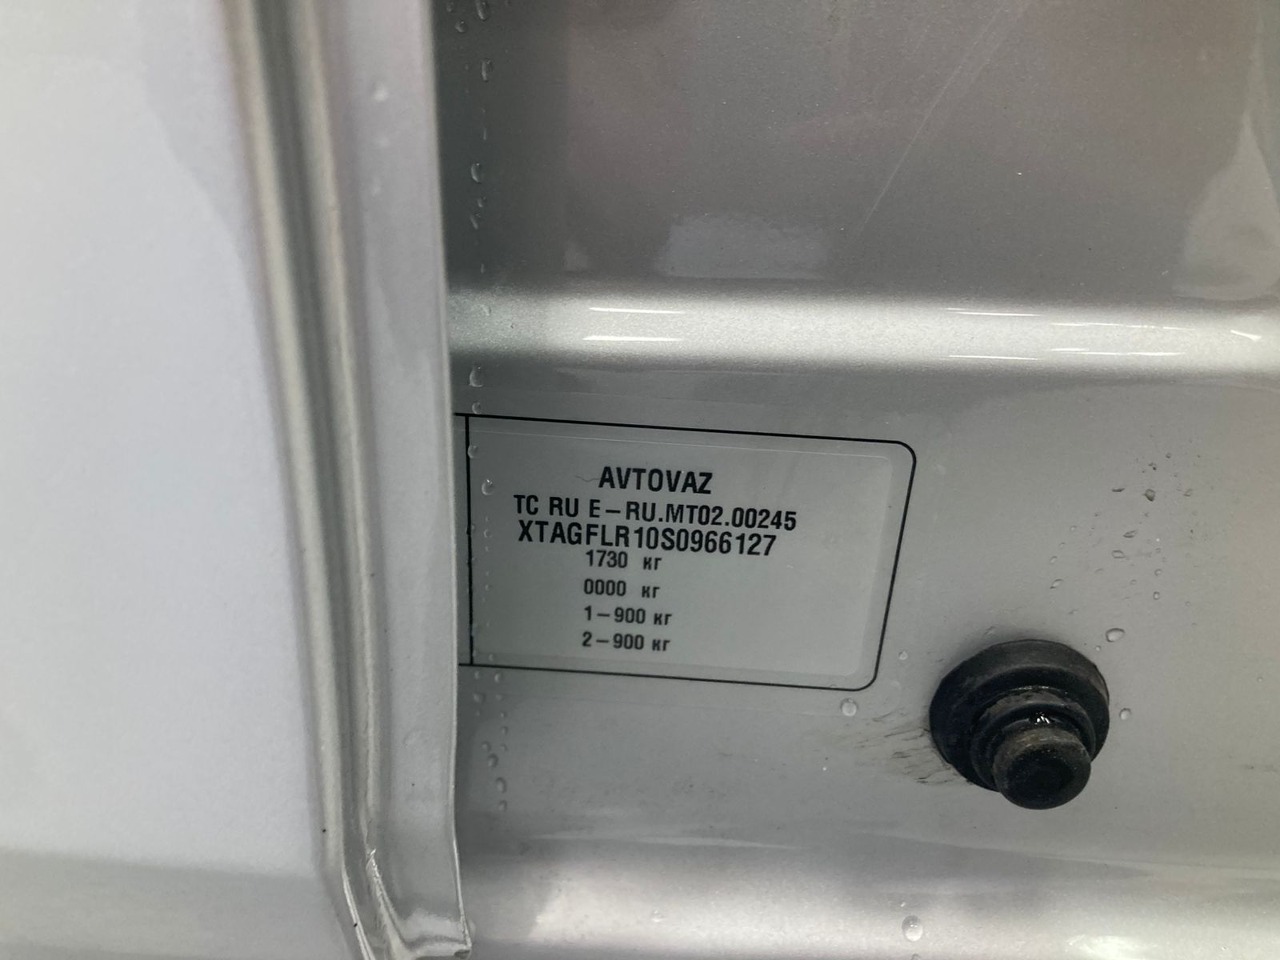 AVTOVAZ
TC RU E-RU.MT02.00245
XTAGFLR10S0966127
1730 кг
0000 кг
1-900 кг
2-900 кг